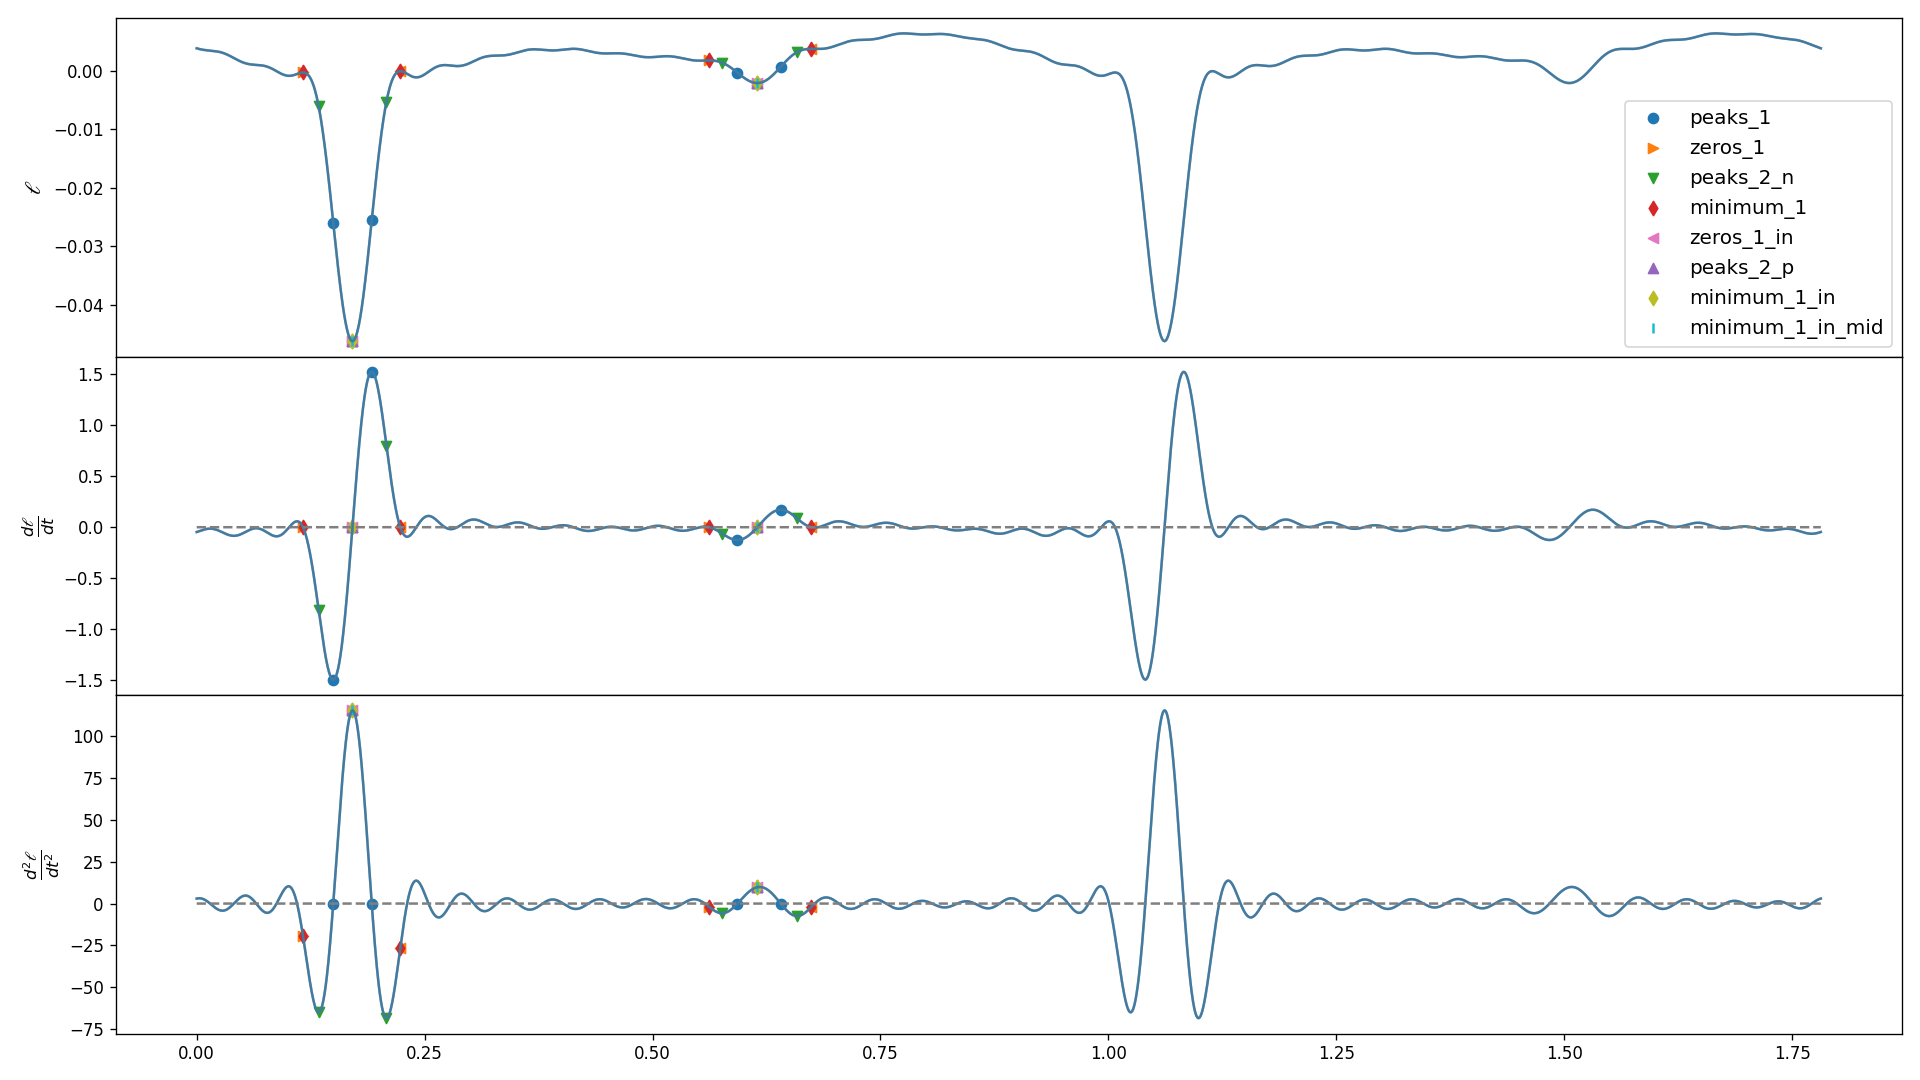 0.00
−0.01
−0.02
−0.03
−0.04
ℓ
peaks_1
zeros_1
peaks_2_n
minimum_1
zeros_1_in
peaks_2_p
minimum_1_in
minimum_1_in_mid
1.5
1.0
0.5
0.0
−0.5
−1.0
−1.5
dℓ
dt
100
75
50
25
0
−25
−50
−75
d²ℓ
dt²
0.00 0.25 0.50 0.75 1.00 1.25 1.50 1.75